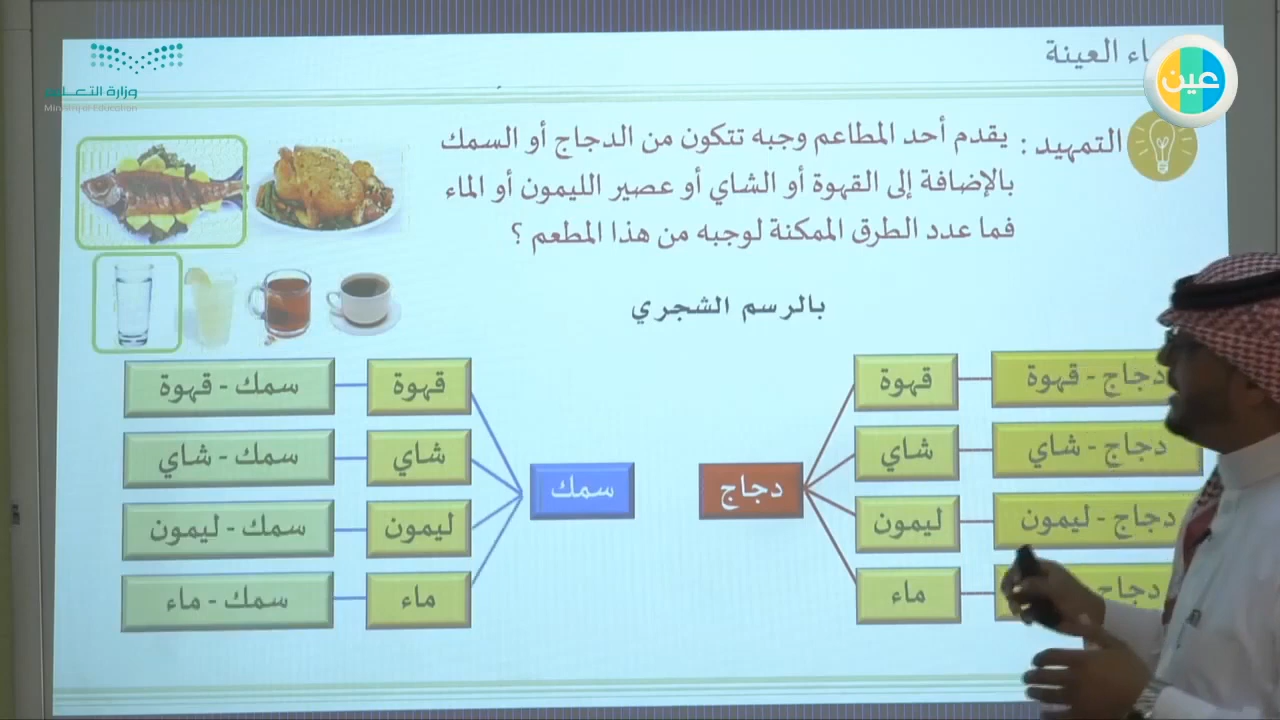 وزارة التعـــليم
Ministry of Education
عين
العينة
التمهيد : يقدم أحد المطاعم وجبه تتكون من الدجاج أو السمك
بالإضافة إلى القهوة أو الشاي أو عصير الليمون أو الماء
فما عدد الطرق الممكنة لوجبه من هذا المطعم ؟
بالرسم الشجري
دجاج - قهوة
قهوة
قهوة
سمك - قهوة
دجاج - شاي
شاي
شاي
سمك - شاي
دجاج
سمك
دجاج - ليمون
ليمون
ليمون
سمك - ليمون
دجاج -
ماء
ماء
سمك - ماء